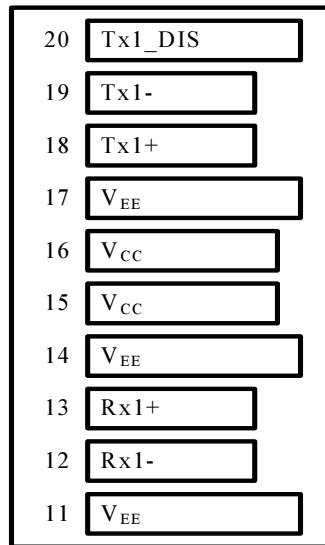 20 Tx1_DIS
19 Tx1-
18 Tx1+
17 VEE
16 VCC
15 VCC
14 VEE
13 Rx1+
12 Rx1-
11 VEE